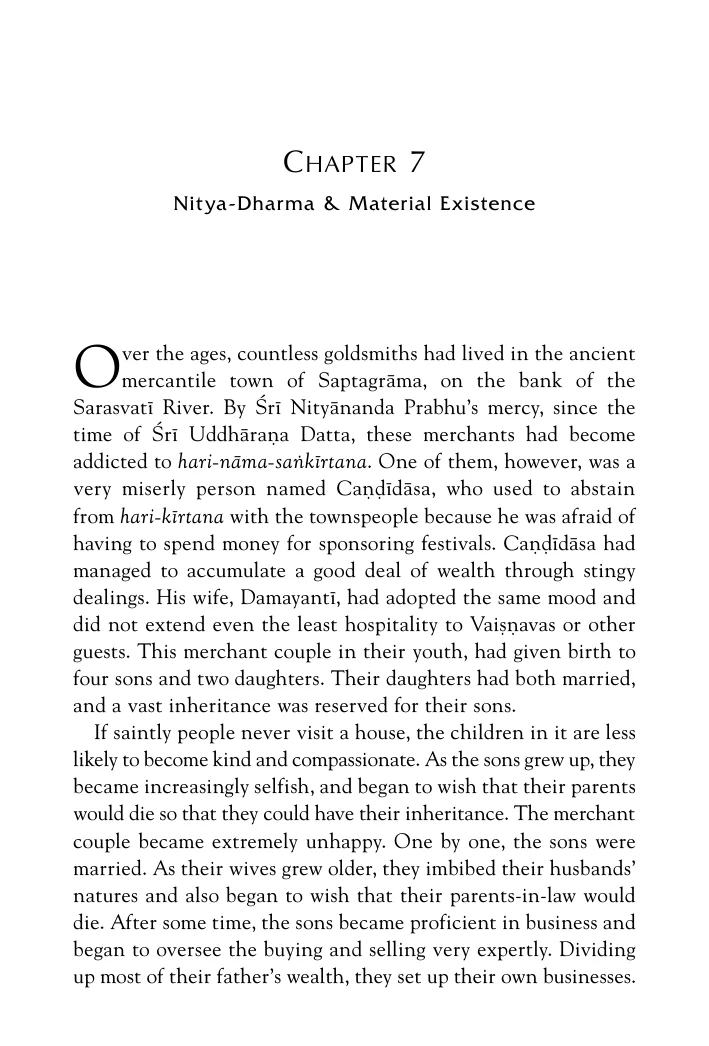 CHAPTER 7
Nitya-Dharma & Material Existence
Over the ages, countless goldsmiths had lived in the ancient
mercantile town of Saptagrāma, on the bank of the
Sarasvatī River. By Śrī Nityānanda Prabhu’s mercy, since the
time of Śrī Uddhāraṇa Datta, these merchants had become
addicted to hari-nāma-saṅkīrtana. One of them, however, was a
very miserly person named Caṇḍīdāsa, who used to abstain
from hari-kīrtana with the townspeople because he was afraid of
having to spend money for sponsoring festivals. Caṇḍīdāsa had
managed to accumulate a good deal of wealth through stingy
dealings. His wife, Damayantī, had adopted the same mood and
did not extend even the least hospitality to Vaiṣṇavas or other
guests. This merchant couple in their youth, had given birth to
four sons and two daughters. Their daughters had both married,
and a vast inheritance was reserved for their sons.
If saintly people never visit a house, the children in it are less
likely to become kind and compassionate. As the sons grew up, they
became increasingly selfish, and began to wish that their parents
would die so that they could have their inheritance. The merchant
couple became extremely unhappy. One by one, the sons were
married. As their wives grew older, they imbibed their husbands’
natures and also began to wish that their parents-in-law would
die. After some time, the sons became proficient in business and
began to oversee the buying and selling very expertly. Dividing
up most of their father’s wealth, they set up their own businesses.